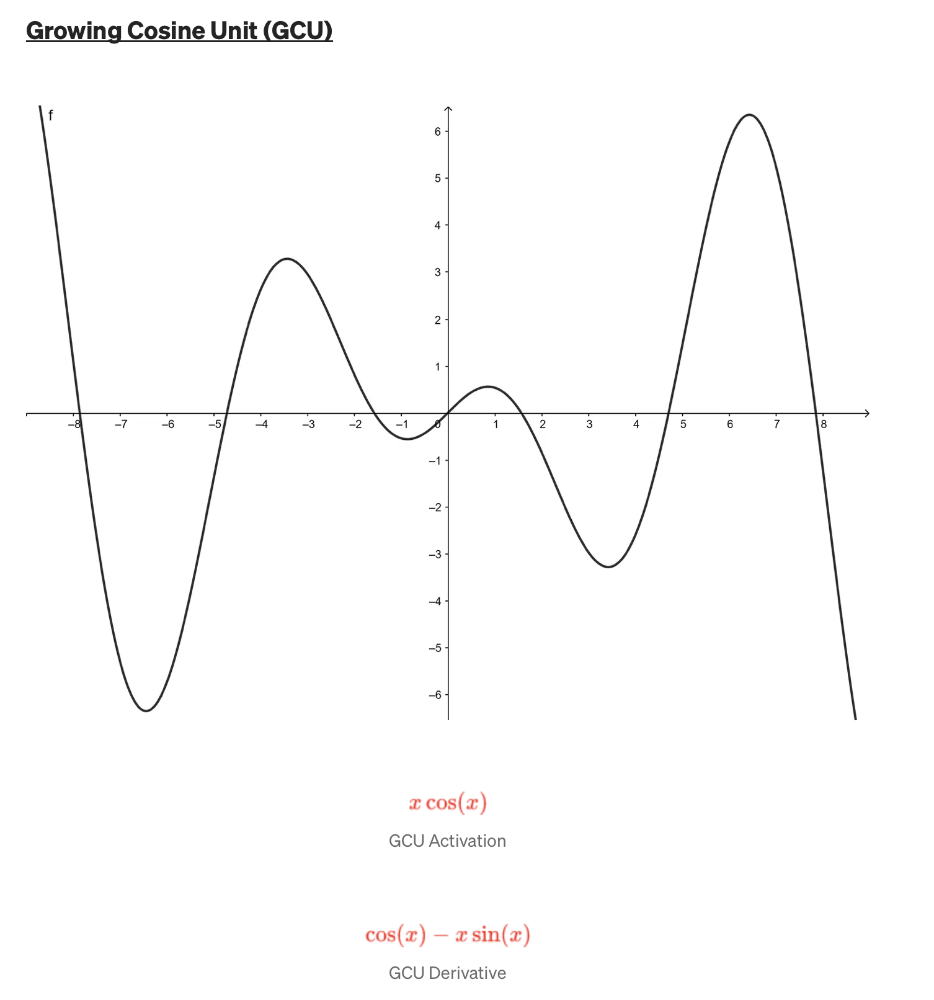 Growing Cosine Unit (GCU)
f
6
5
4
3
2
1
–8 –7 –6 –5 –4 –3 –2 –1 0 1 2 3 4 5 6 7 8
–1
–2
–3
–4
–5
–6
x cos(x)
GCU Activation
cos(x) − x sin(x)
GCU Derivative